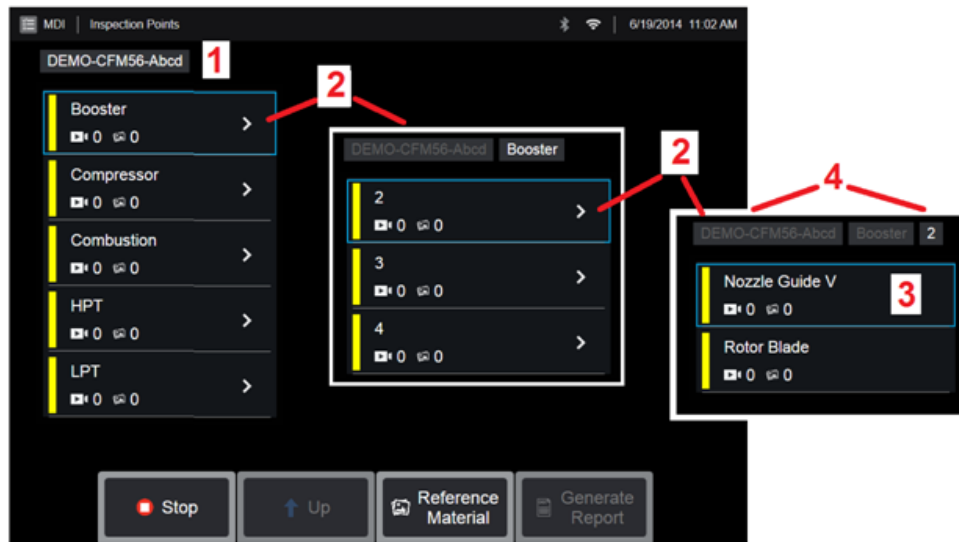 MDI | Inspection Points 6/19/2014 11:02 AM
DEMO-CFM56-Abcd 1
2
Booster
0 0
Compressor
0 0
Combustion
0 0
HPT
0 0
LPT
0 0
DEMO-CFM56-Abcd Booster
2
0 0
3
0 0
4
0 0
2
4
DEMO-CFM56-Abcd Booster 2
Nozzle Guide V
0 0
3
Rotor Blade
0 0
Stop
Up
Reference
Material
Generate
Report